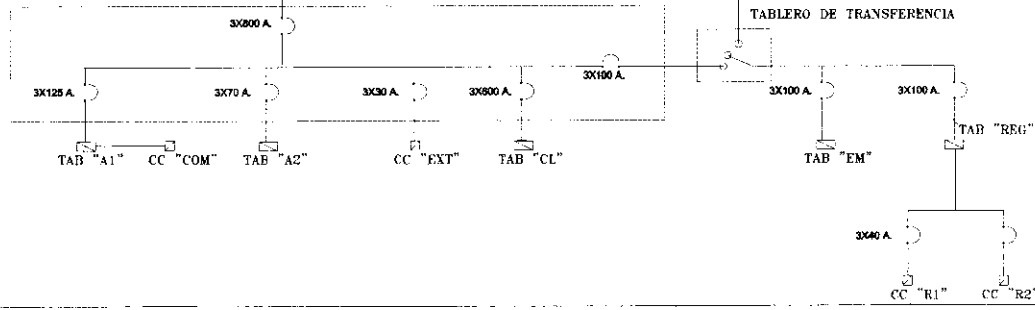 TABLERO DE TRANSFERENCIA
3X800 A.
3X100 A.
3X125 A.
3X70 A.
3X30 A.
3X600 A.
3X100 A.
3X100 A.
TAB "REG"
TAB "A1"
CC "COM"
TAB "A2"
CC "EXT"
TAB "CL"
TAB "EM"
3X40 A.
CC "R1"
CC "R2"